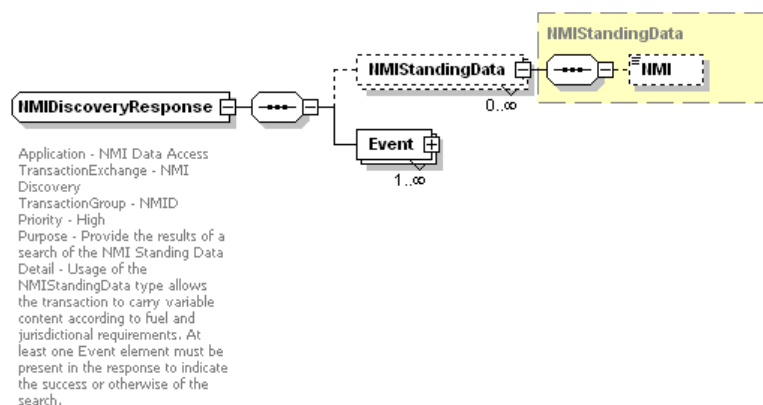 NMIStandingData
NMIStandingData
NMI
0..∞
NMIDiscoveryResponse
Event
1..∞
Application - NMI Data Access
TransactionExchange - NMI
Discovery
TransactionGroup - NMID
Priority - High
Purpose - Provide the results of a
search of the NMI Standing Data
Detail - Usage of the
NMIStandingData type allows
the transaction to carry variable
content according to fuel and
jurisdictional requirements. At
least one Event element must be
present in the response to indicate
the success or otherwise of the
search.